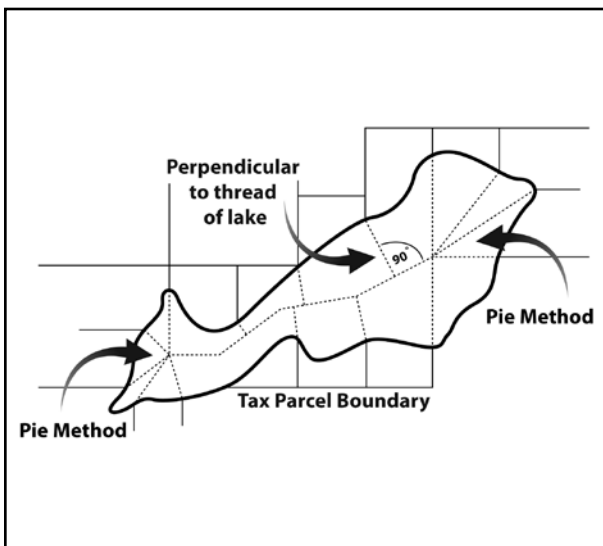 Perpendicular
to thread
of lake
90°
Pie Method
Tax Parcel Boundary
Pie Method